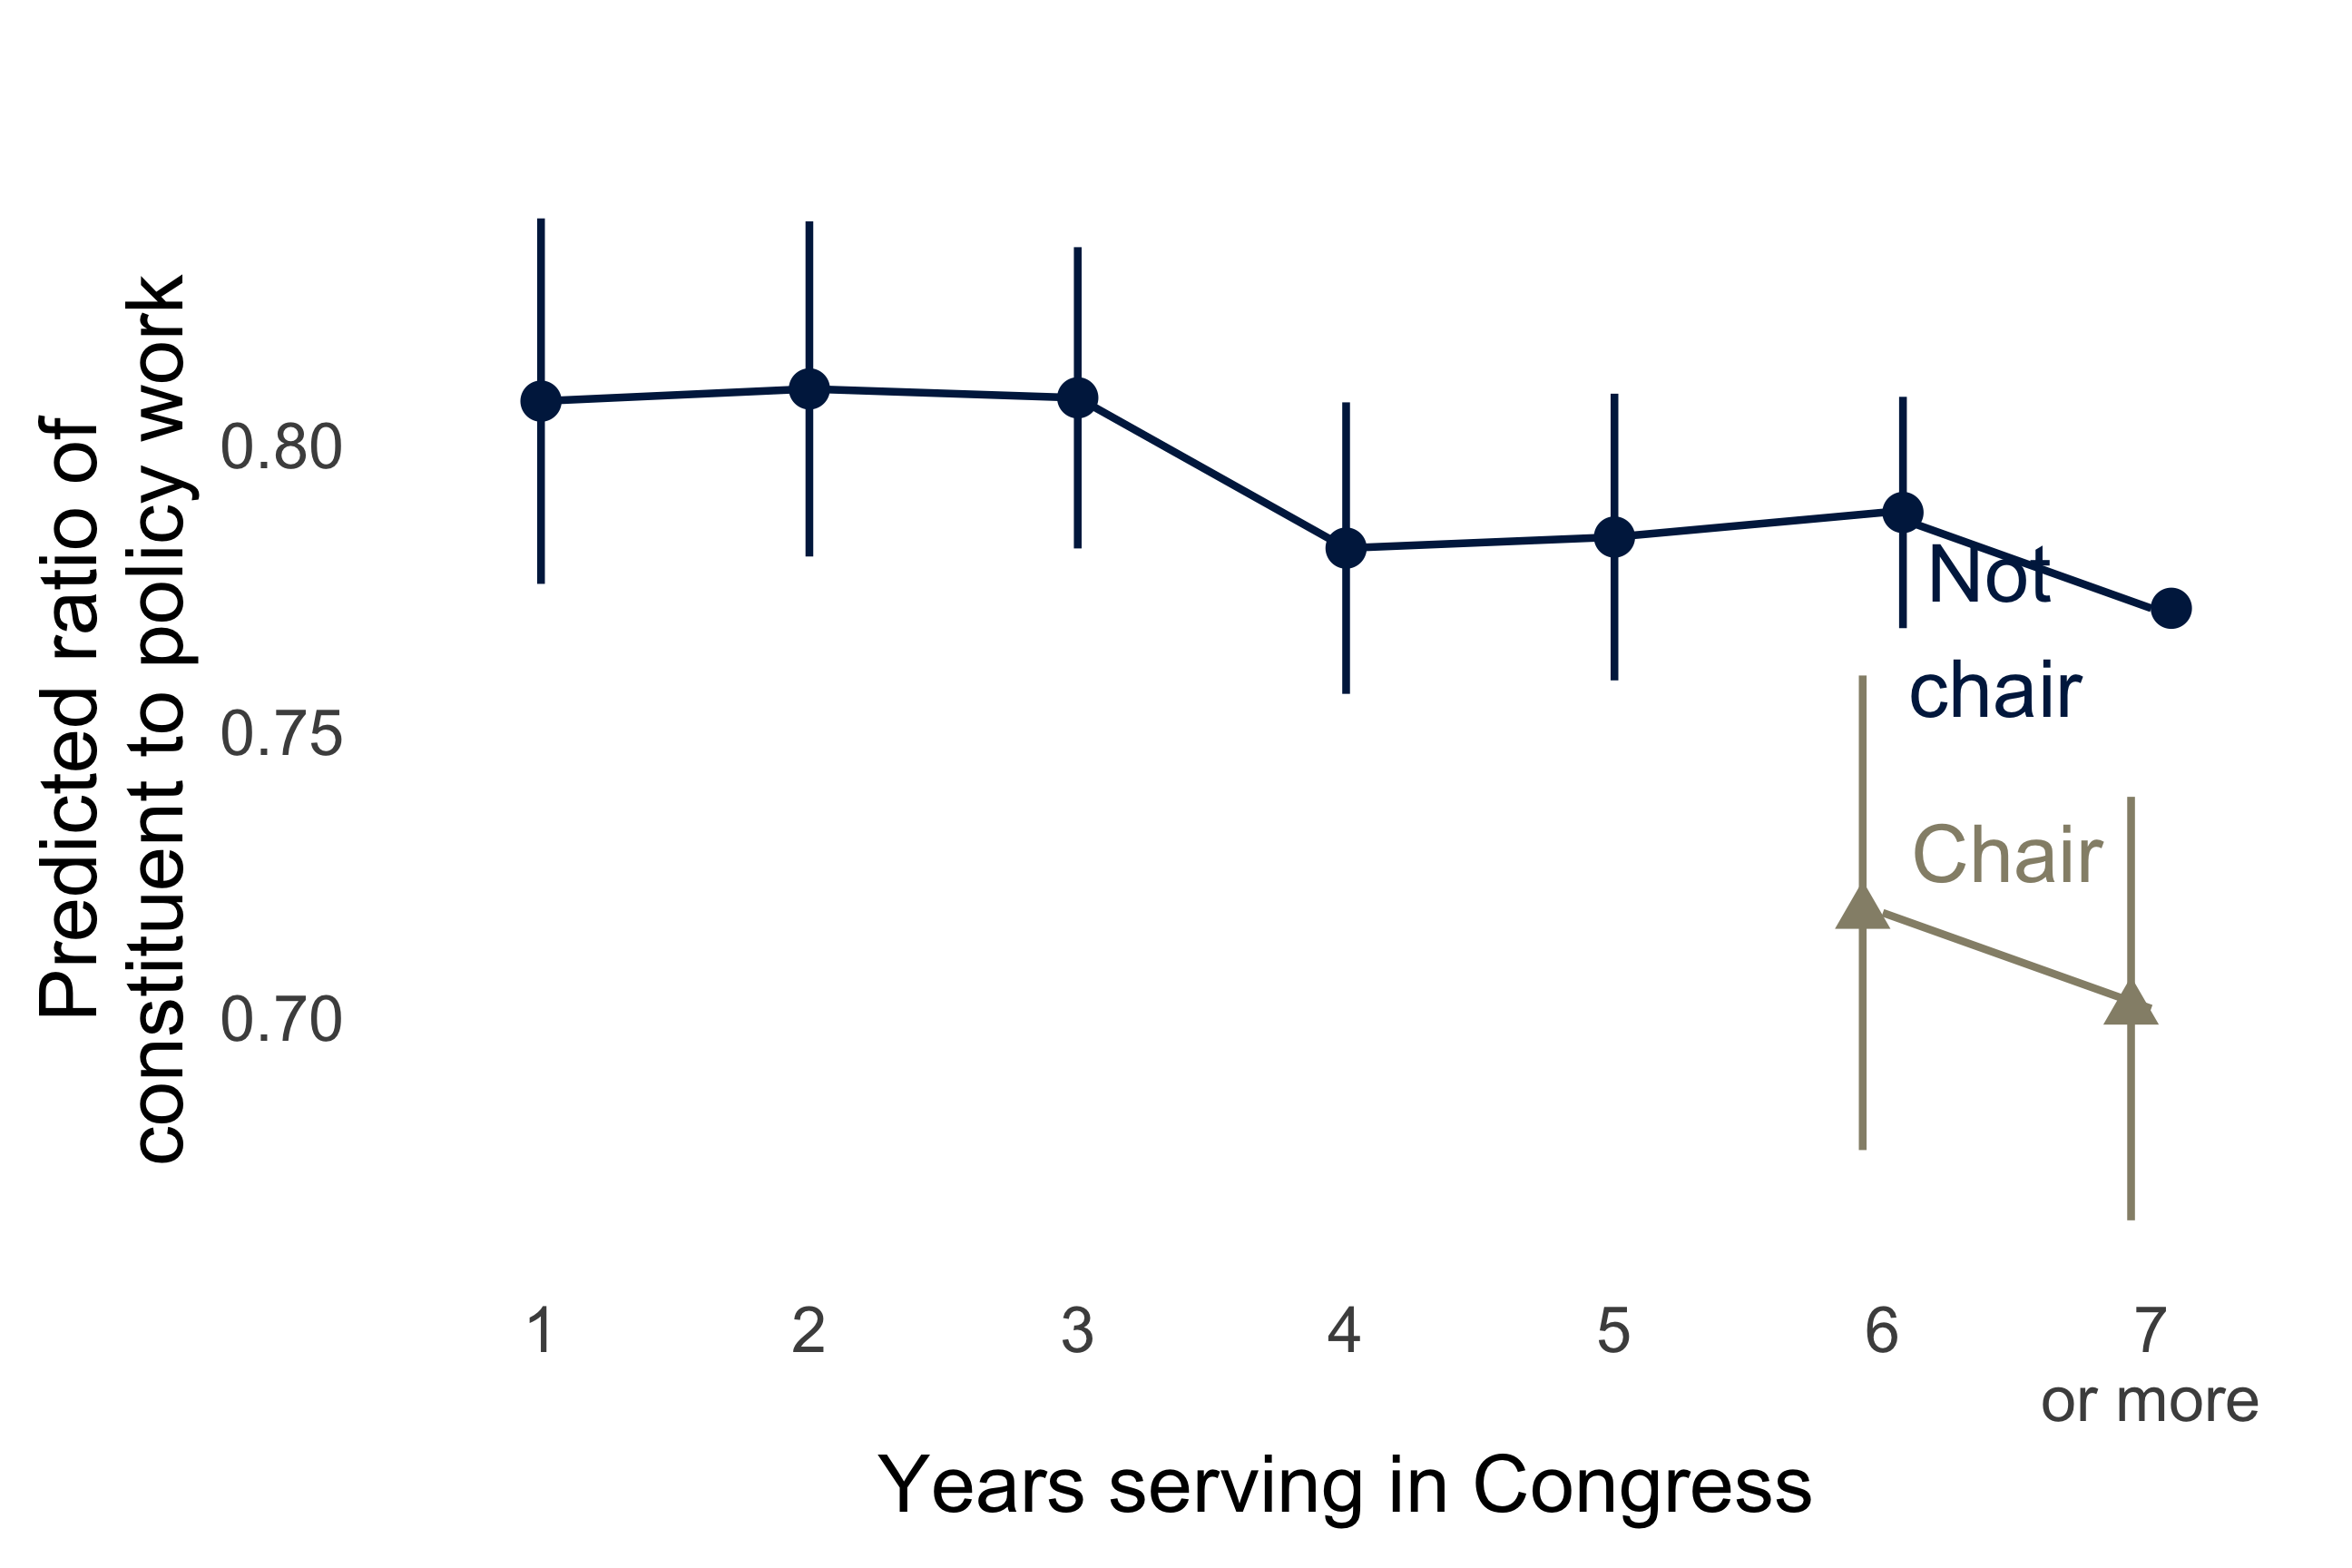 Predicted ratio of
constituent to policy work
0.80
0.75
0.70
Not
chair
Chair
1 2 3 4 5 6 7
or more
Years serving in Congress